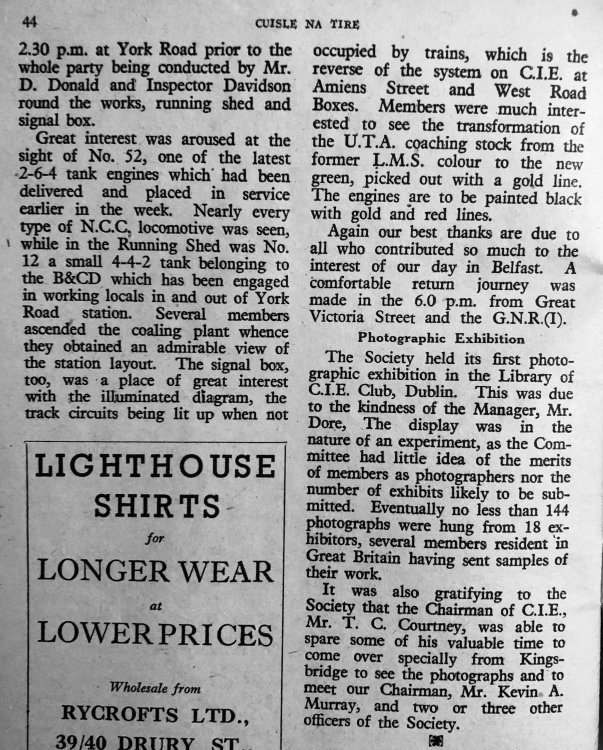 44
CUISLE NA TIRE
2.30 p.m. at York Road prior to the
whole party being conducted by Mr.
D. Donald and Inspector Davidson
round the works, running shed and
signal box.
Great interest was aroused at the
sight of No. 52, one of the latest
2-6-4 tank engines which had been
delivered and placed in service
earlier in the week. Nearly every
type of N.C.C. locomotive was seen,
while in the Running Shed was No.
12 a small 4-4-2 tank belonging to
the B&CD which has been engaged
in working locals in and out of York
Road station. Several members
ascended the coaling plant whence
they obtained an admirable view of
the station layout. The signal box,
too, was a place of great interest
with the illuminated diagram, the
track circuits being lit up when not
LIGHTHOUSE
SHIRTS
for
LONGER WEAR
at
LOWER PRICES
Wholesale from
RYCROFTS LTD.,
39/40 DRURY ST.,
occupied by trains, which is the
reverse of the system on C.I.E. at
Amiens Street and West Road
Boxes. Members were much inter-
ested to see the transformation of
the U.T.A. coaching stock from the
former L.M.S. colour to the new
green, picked out with a gold line.
The engines are to be painted black
with gold and red lines.
Again our best thanks are due to
all who contributed so much to the
interest of our day in Belfast. A
comfortable return journey was
made in the 6.0 p.m. from Great
Victoria Street and the G.N.R.(I).
Photographic Exhibition
The Society held its first photo-
graphic exhibition in the Library of
C.I.E. Club, Dublin. This was due
to the kindness of the Manager, Mr.
Dore, The display was in the
nature of an experiment, as the Com-
mittee had little idea of the merits
of members as photographers nor the
number of exhibits likely to be sub-
mitted. Eventually no less than 144
photographs were hung from 18 ex-
hibitors, several members resident in
Great Britain having sent samples of
their work.
It was also gratifying to the
Society that the Chairman of C.I.E.,
Mr. T. C. Courtney, was able to
spare some of his valuable time to
come over specially from Kings-
bridge to see the photographs and to
meet our Chairman, Mr. Kevin A.
Murray, and two or three other
officers of the Society.